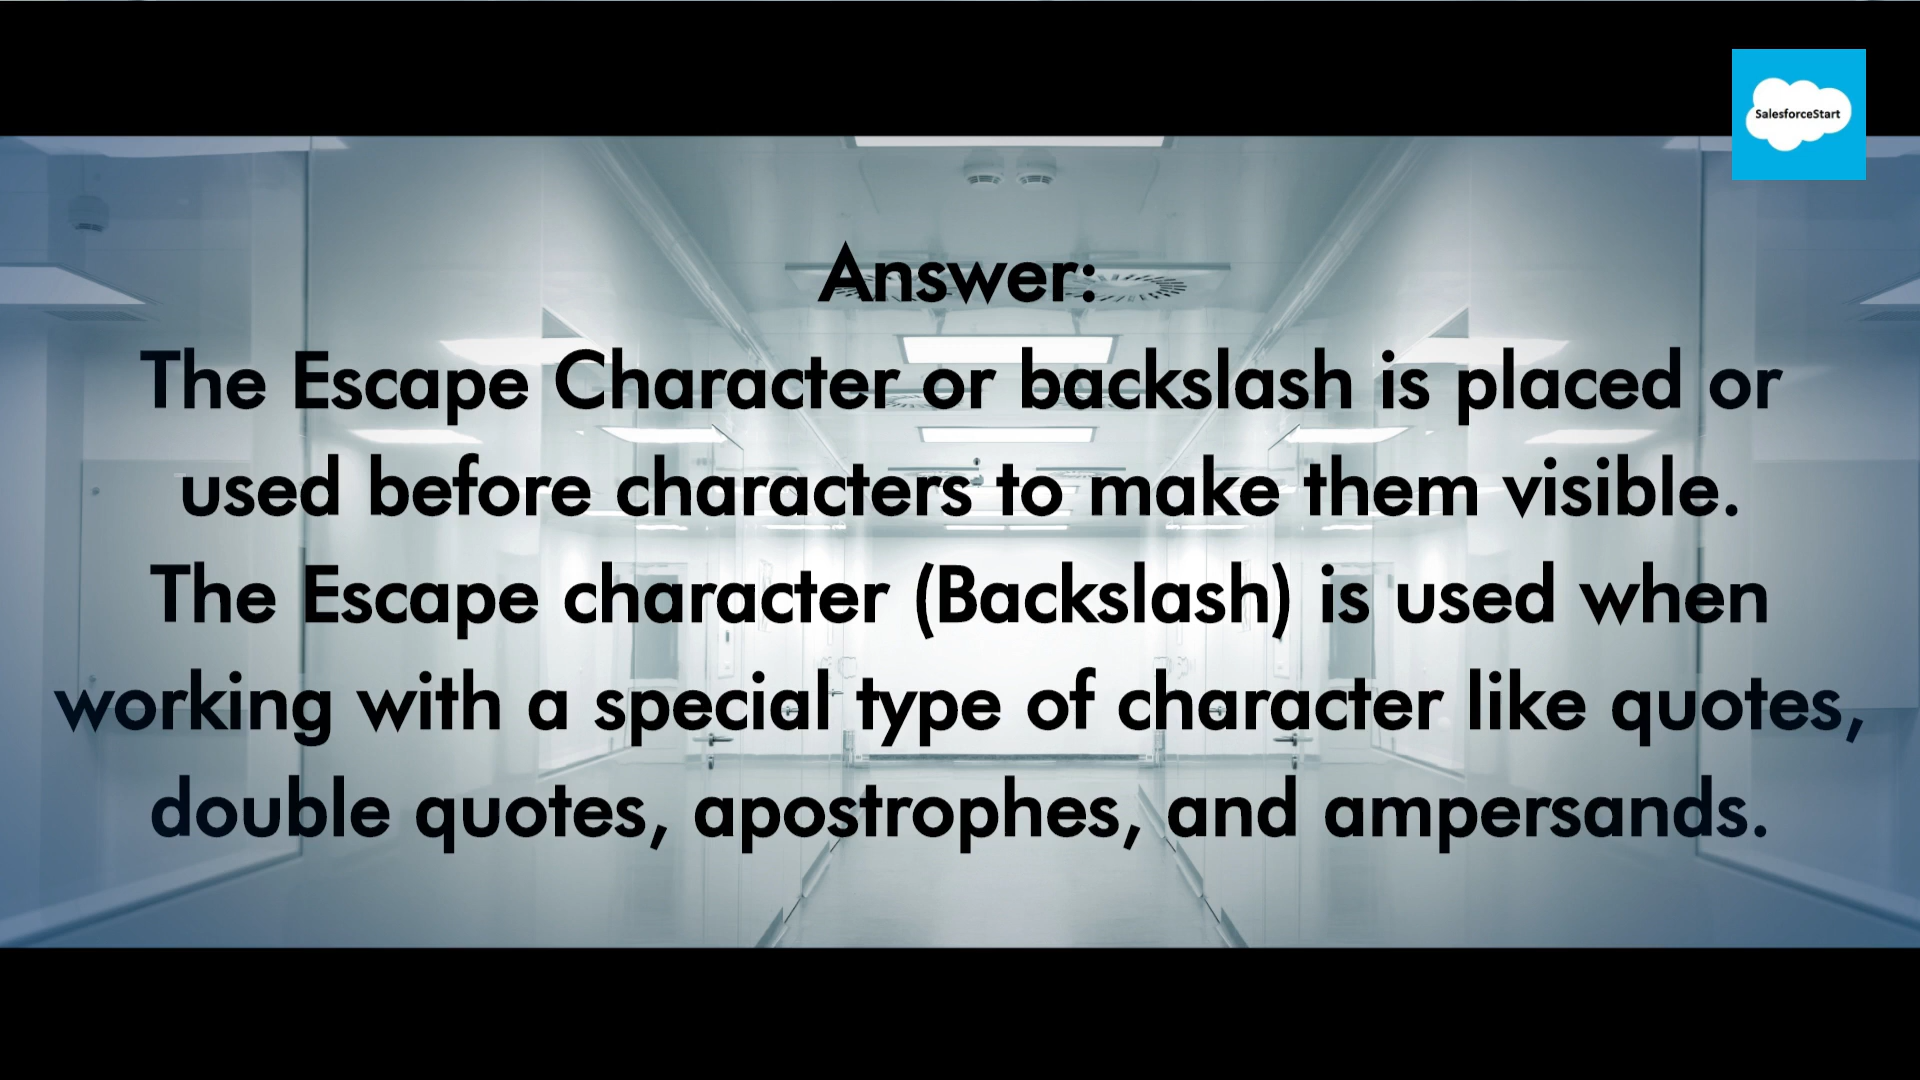 SalesforceStart
Answer:
The Escape Character or backslash is placed or
used before characters to make them visible.
The Escape character (Backslash) is used when
working with a special type of character like quotes,
double quotes, apostrophes, and ampersands.